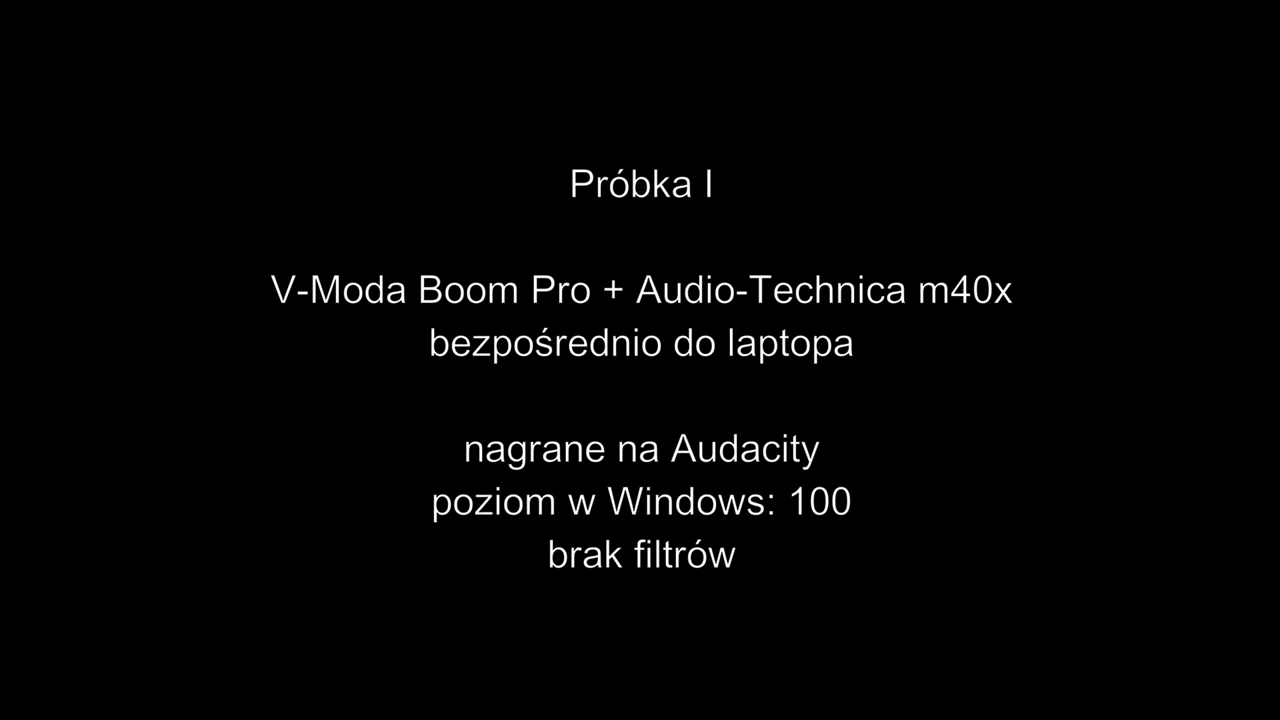 Próbka I
V-Moda Boom Pro + Audio-Technica m40x
bezpośrednio do laptopa
nagrane na Audacity
poziom w Windows: 100
brak filtrów